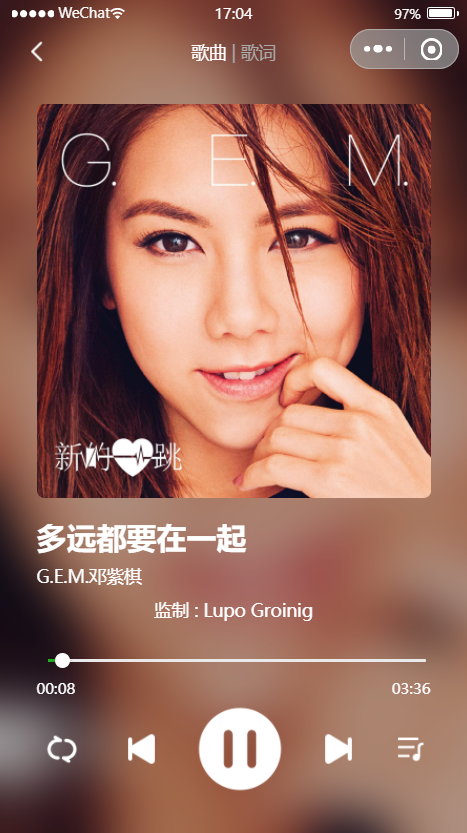 WeChat 17:04 97%
歌曲 | 歌词
G. E. M.
新的 跳
多远都要在一起
G.E.M.邓紫棋
监制 : Lupo Groinig
00:08 03:36